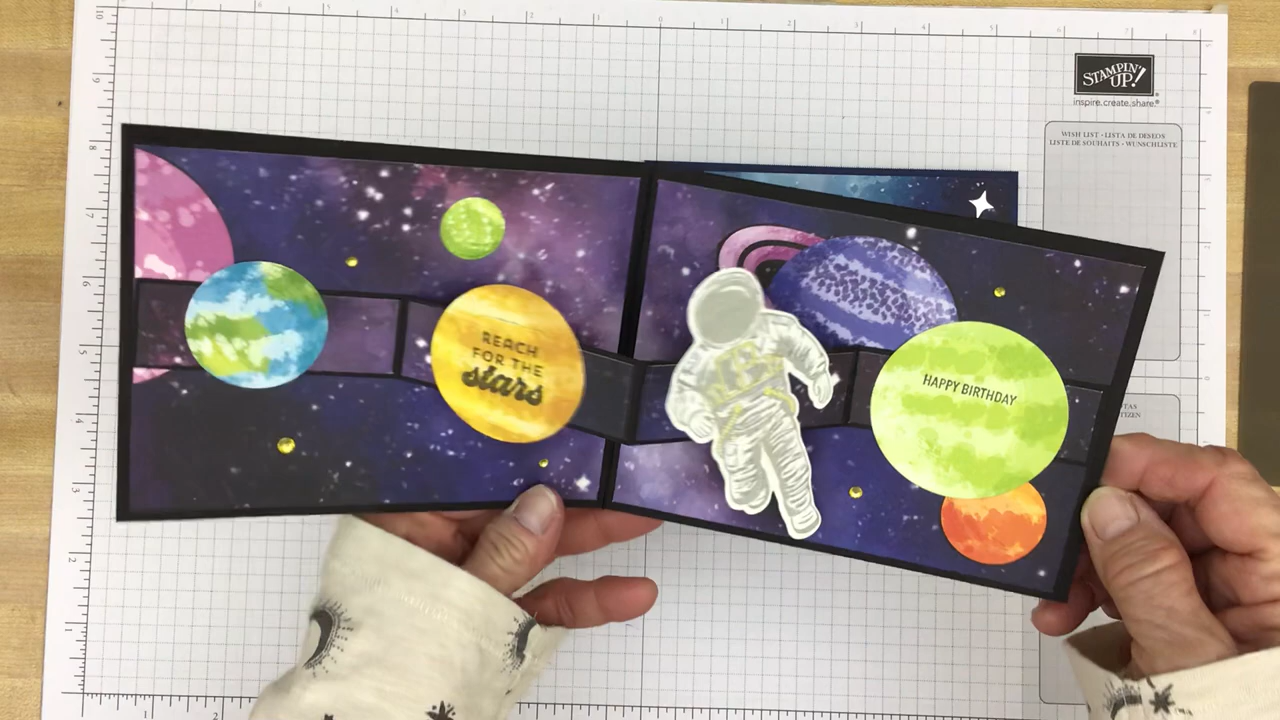 STAMPIN'
UP!®
inspire.create.share.®
WISH LIST • LISTA DE DESEOS
LISTE DE SOUHAITS • WUNSCHLISTE
REACH
FOR THE
stars
HAPPY BIRTHDAY